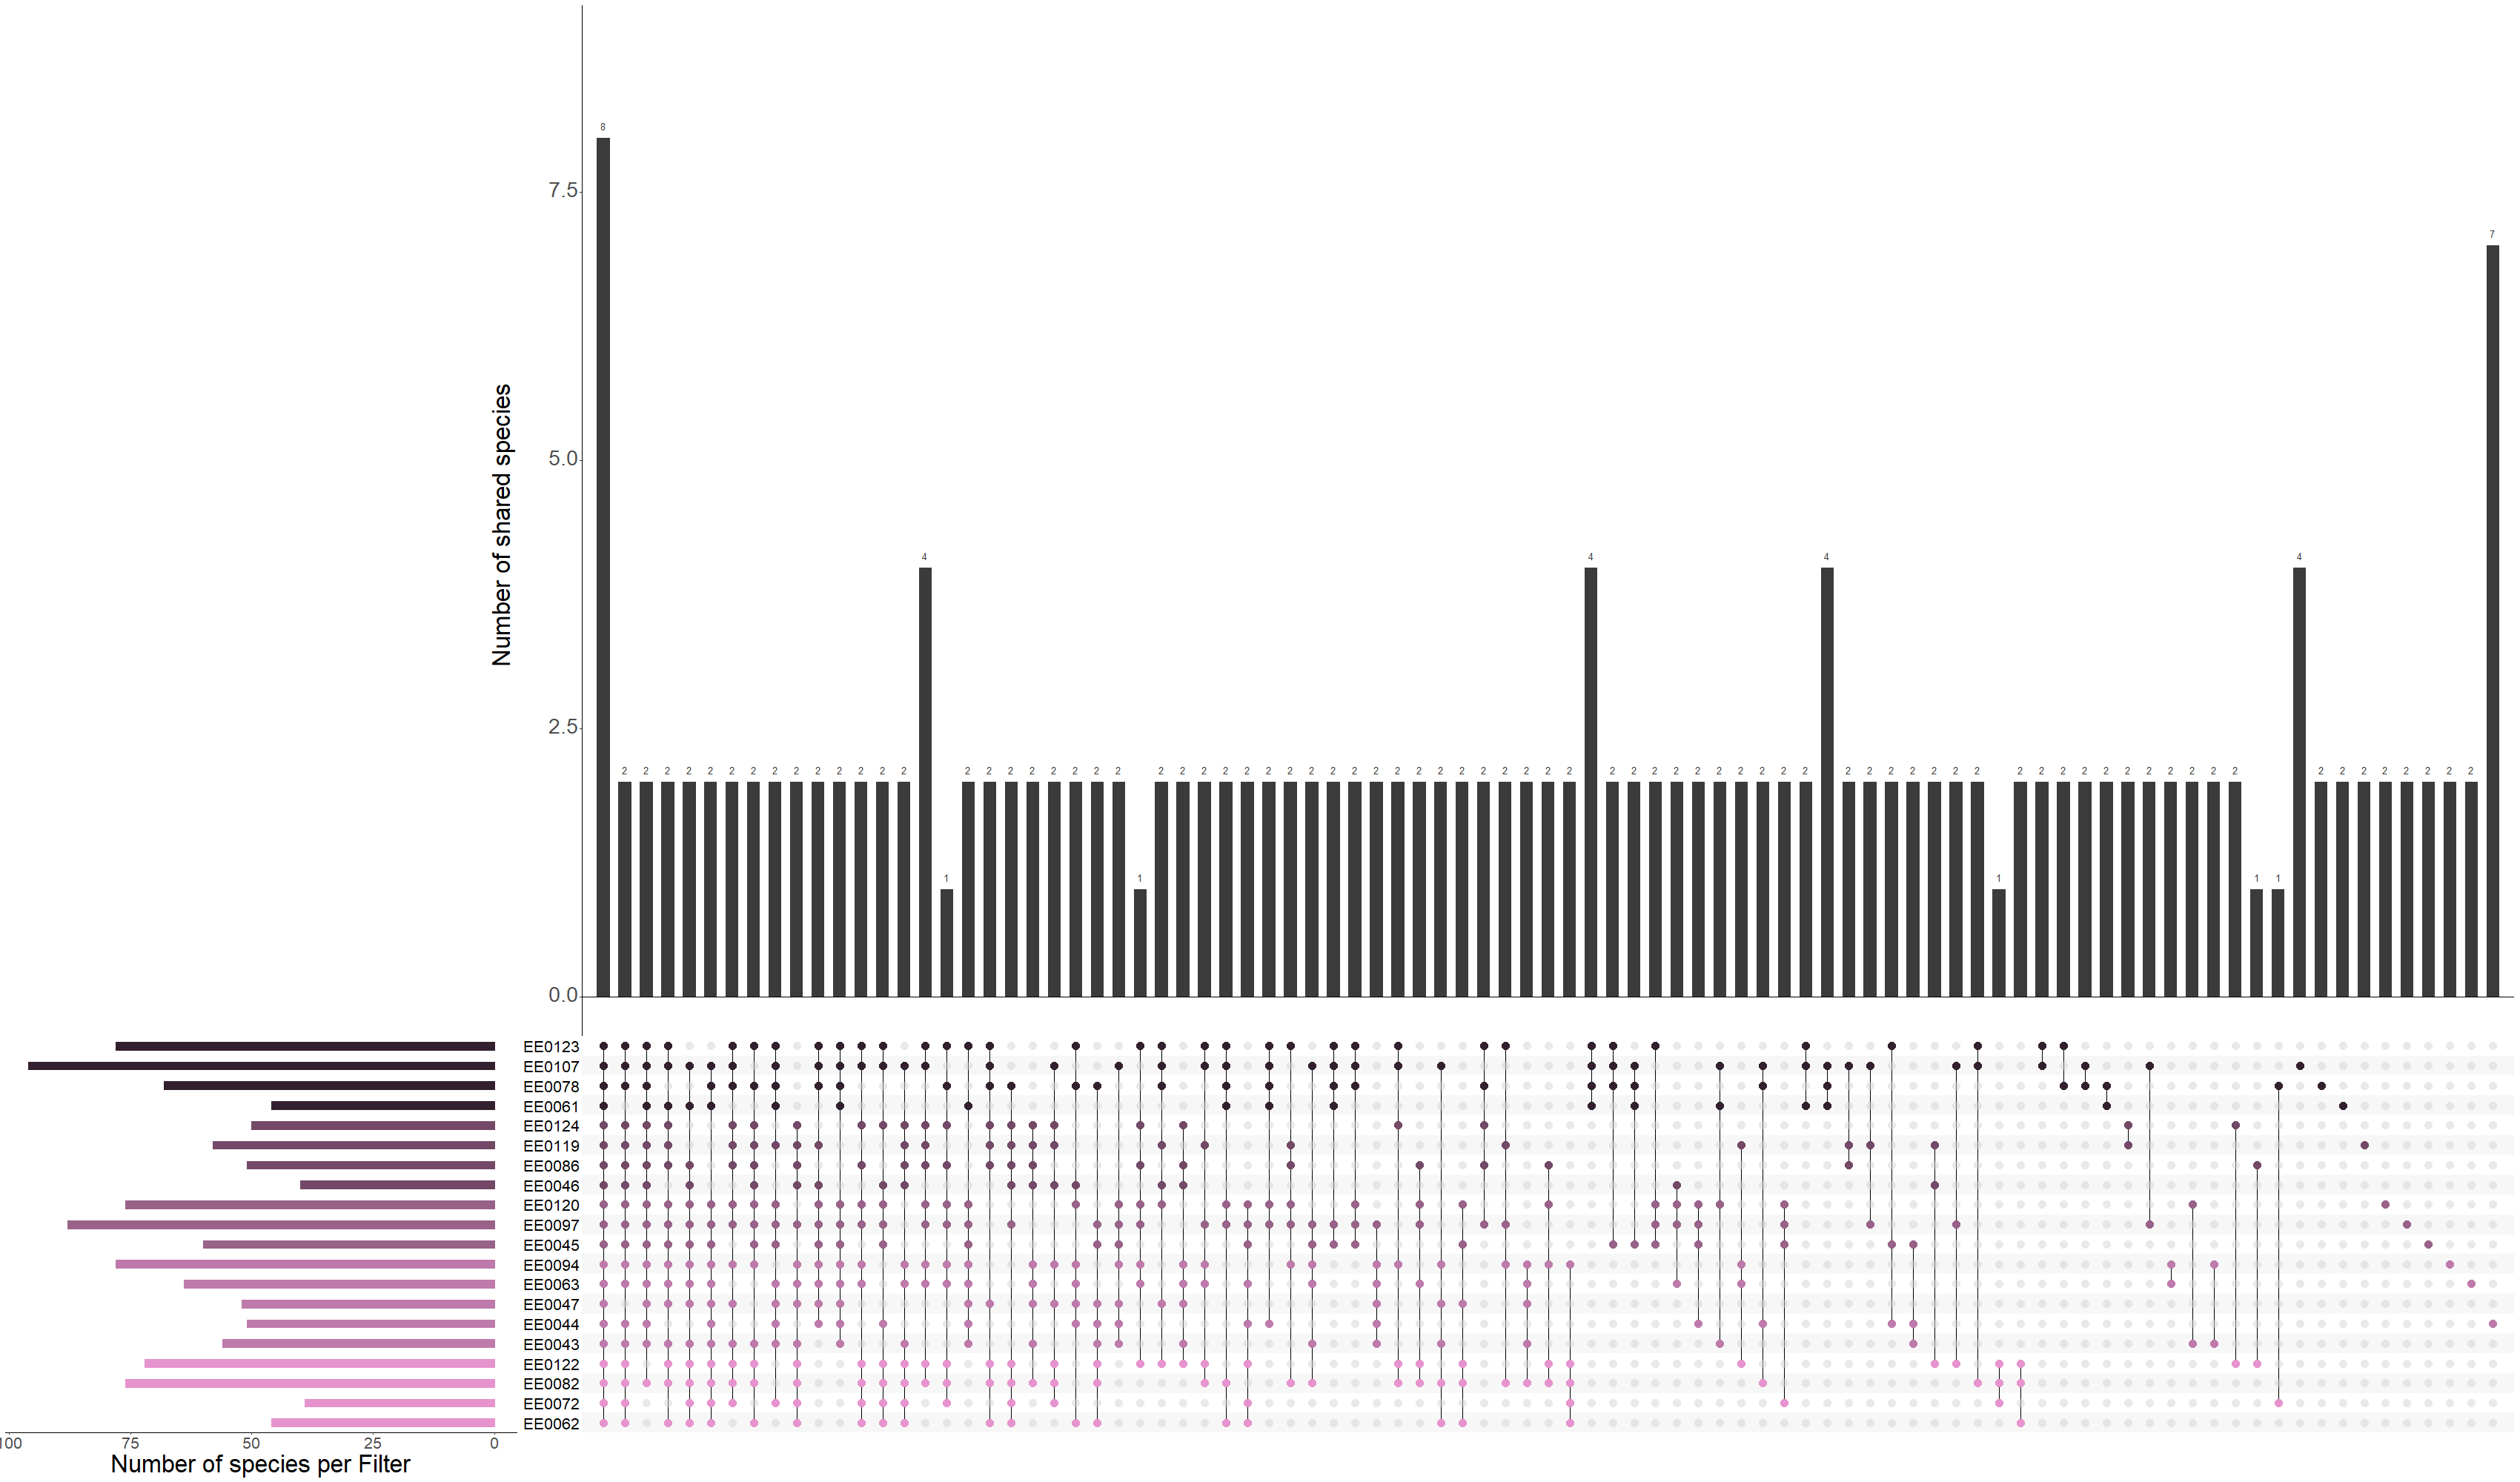 8
7.5
7
5.0
Number of shared species
4 4 4 4
2.5
2 2 2 2 2 2 2 2 2 2 2 2 2 2 2 2 2 2 2 2 2 2 2 2 2 2 2 2 2 2 2 2 2 2 2 2 2 2 2 2 2 2 2 2 2 2 2 2 2 2 2 2 2 2 2 2 2 2 2 2 2 2 2 2 2 2 2 2 2 2 2 2 2 2 2 2 2 2
1 1 1 1 1
0.0
EE0123
EE0107
EE0078
EE0061
EE0124
EE0119
EE0086
EE0046
EE0120
EE0097
EE0045
EE0094
EE0063
EE0047
EE0044
EE0043
EE0122
EE0082
EE0072
EE0062
100 75 50 25 0
Number of species per Filter